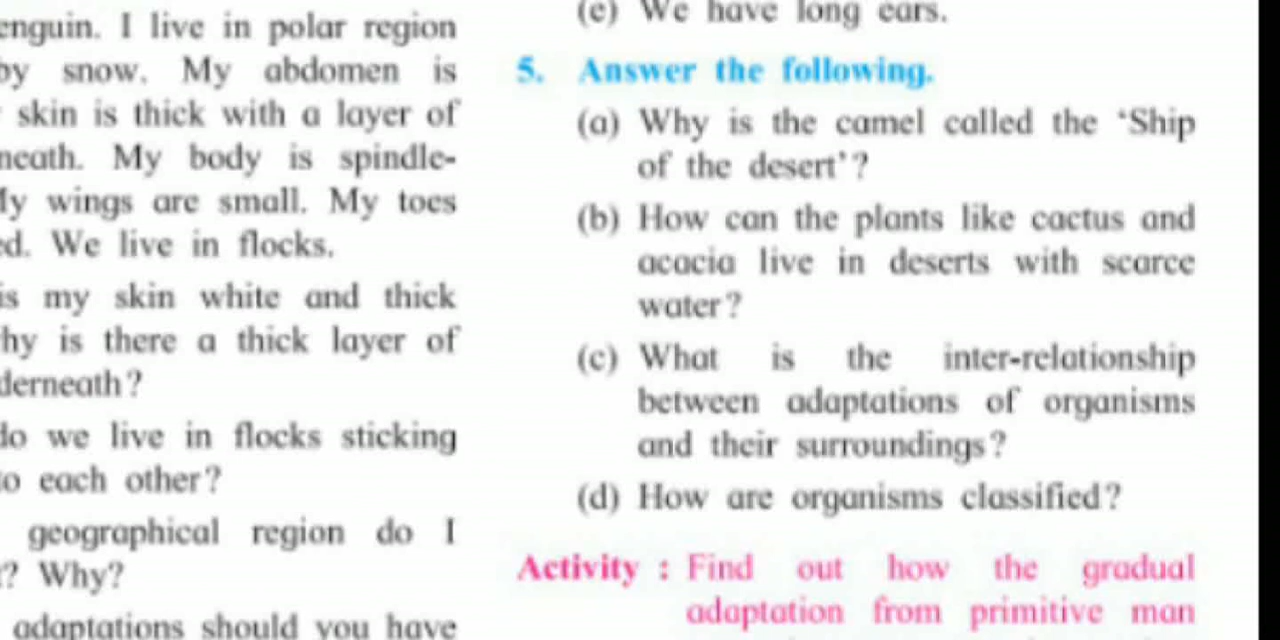 enguin. I live in polar region
by snow. My abdomen is
skin is thick with a layer of
neath. My body is spindle-
My wings are small. My toes
ed. We live in flocks.
is my skin white and thick
hy is there a thick layer of
derneath?
do we live in flocks sticking
to each other?
geographical region do I
? Why?
adaptations should you have
(e) We have long ears.
5. Answer the following.
(a) Why is the camel called the ‘Ship
of the desert’?
(b) How can the plants like cactus and
acacia live in deserts with scarce
water?
(c) What is the inter-relationship
between adaptations of organisms
and their surroundings?
(d) How are organisms classified?
Activity : Find out how the gradual
adaptation from primitive man